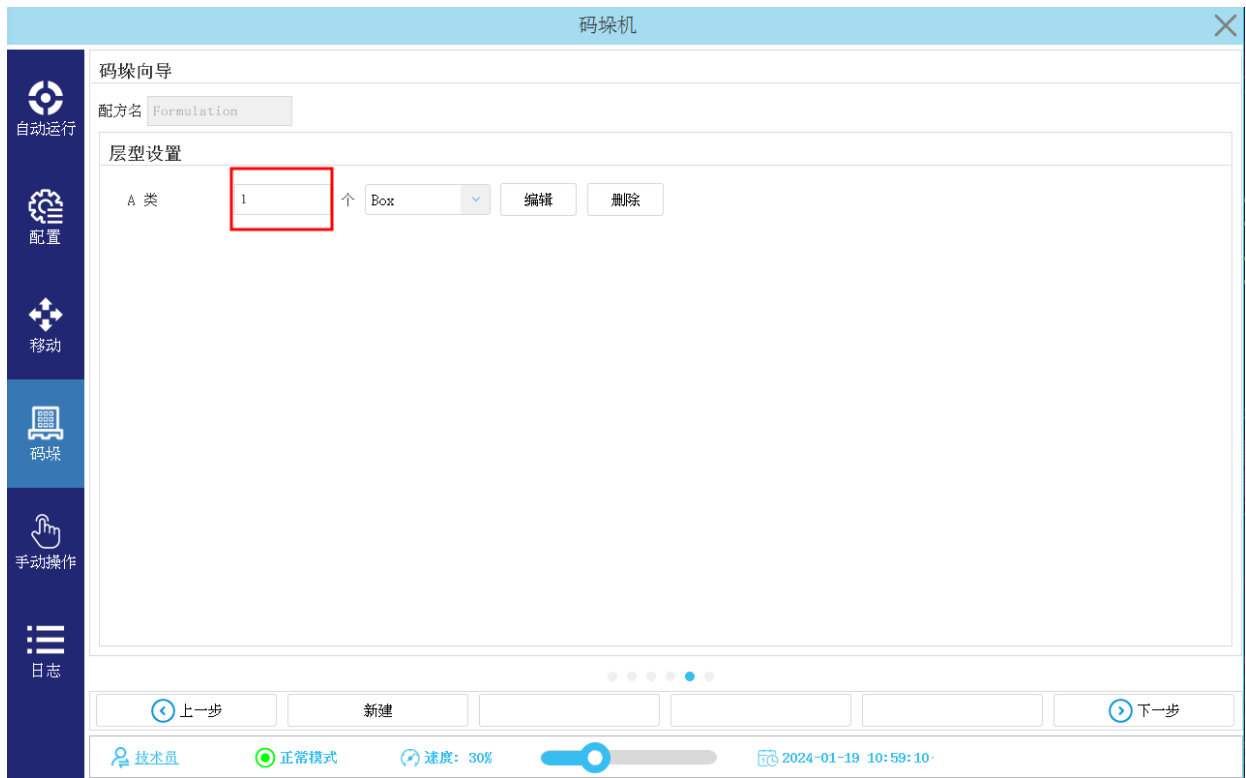 码垛机
自动运行
配置
移动
码垛
手动操作
日志
码垛向导
配方名 Formulation
层型设置
A 类 1 个 Box 编辑 删除
上一步 新建 下一步
技术员 正常模式 速度: 30% 2024-01-19 10:59:10